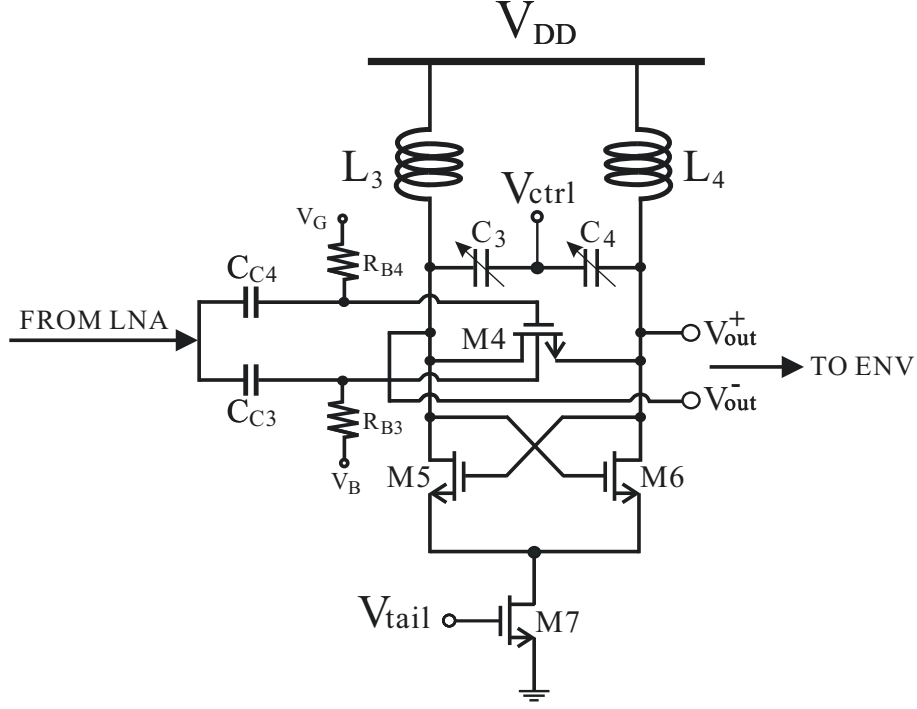 VDD
L3
L4
Vctrl
VG
C3
C4
RB4
CC4
FROM LNA
M4
V+out
TO ENV
V-out
CC3
RB3
VB
M5
M6
Vtail
M7